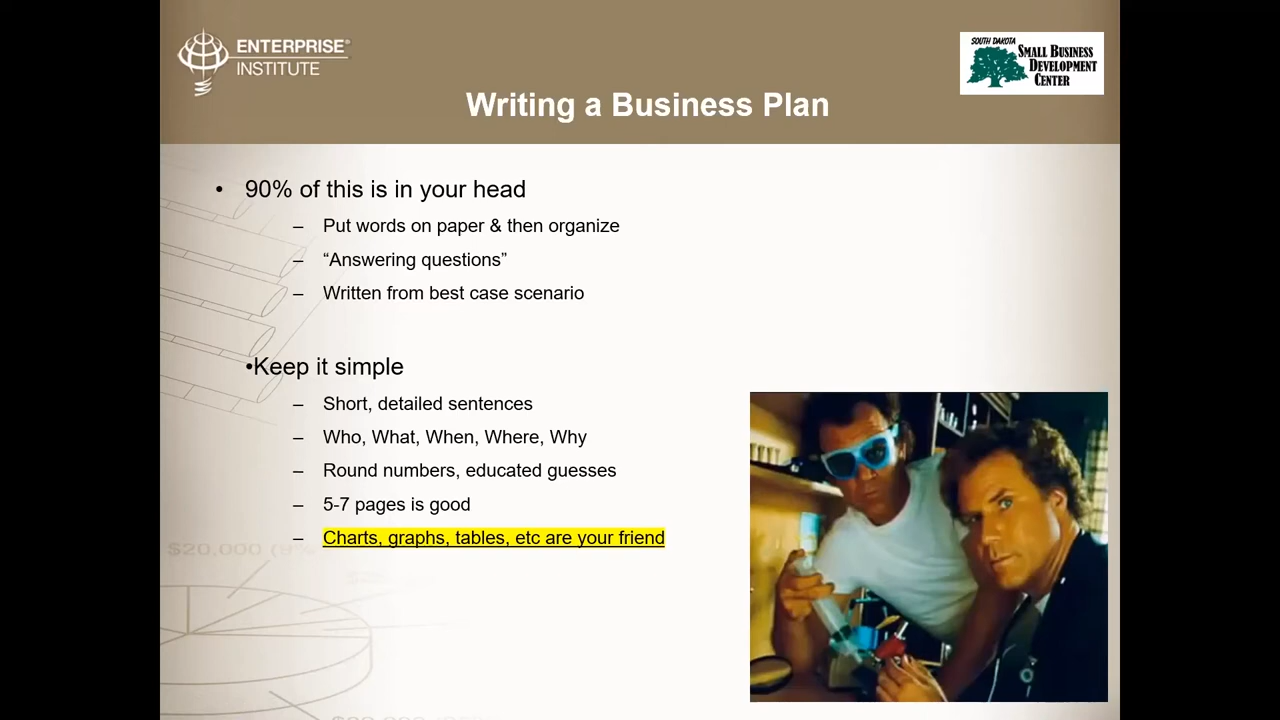 ENTERPRISE®
INSTITUTE
SOUTH DAKOTA
SMALL BUSINESS
DEVELOPMENT
CENTER
Writing a Business Plan
• 90% of this is in your head
– Put words on paper & then organize
– “Answering questions”
– Written from best case scenario
•Keep it simple
– Short, detailed sentences
– Who, What, When, Where, Why
– Round numbers, educated guesses
– 5-7 pages is good
– Charts, graphs, tables, etc are your friend
$20,000